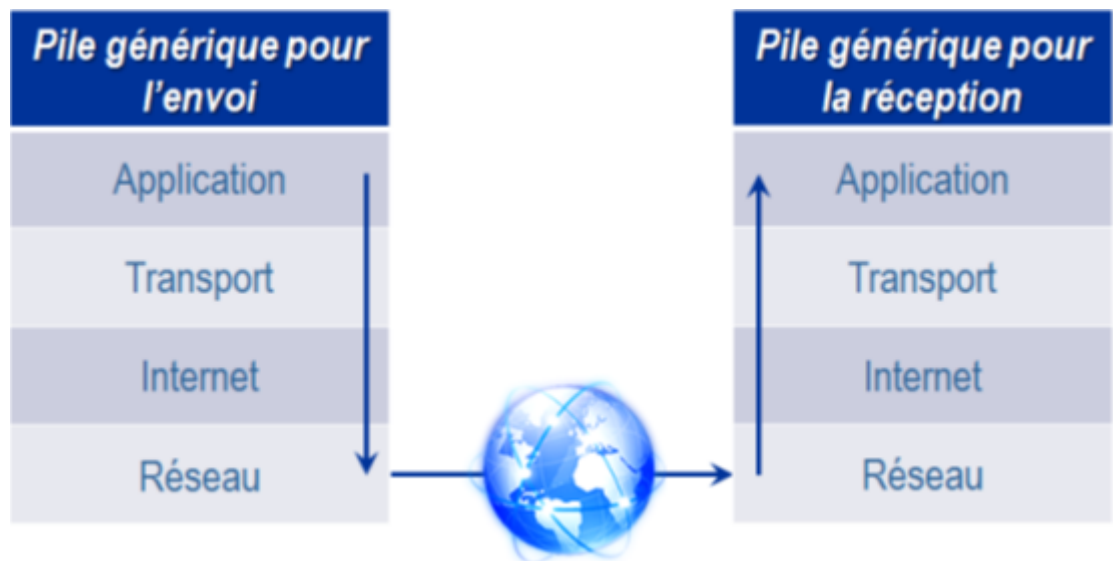 Pile générique pour
l'envoi
Application
Transport
Internet
Réseau
Pile générique pour
la réception
Application
Transport
Internet
Réseau